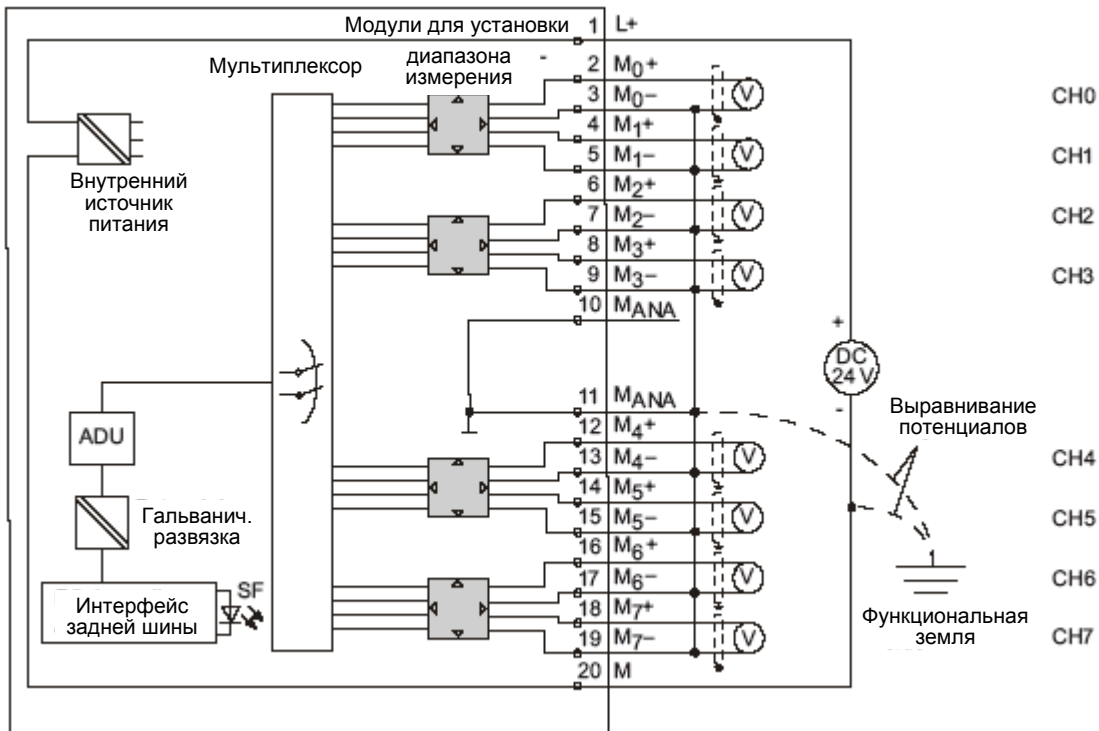 Модули для установки
диапазона
измерения
-
Мультиплексор
1 L+
2 M0+
3 M0–
4 M1+
5 M1–
6 M2+
7 M2–
8 M3+
9 M3–
10 MANA
11 MANA
12 M4+
13 M4–
14 M5+
15 M5–
16 M6+
17 M6–
18 M7+
19 M7–
20 M
V
V
V
V
V
V
V
V
CH0
CH1
CH2
CH3
CH4
CH5
CH6
CH7
Внутренний
источник
питания
ADU
Гальванич.
развязка
Интерфейс
задней шины
SF
+
DC
24 V
-
Выравнивание
потенциалов
Функциональная
земля